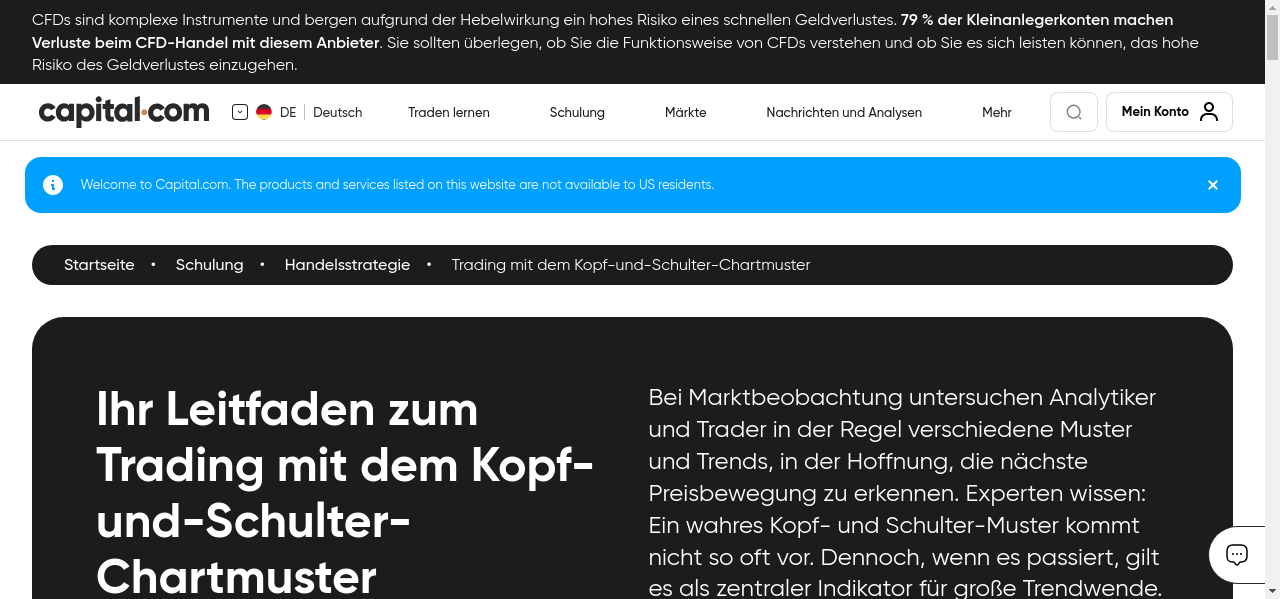 CFDs sind komplexe Instrumente und bergen aufgrund der Hebelwirkung ein hohes Risiko eines schnellen Geldverlustes. 79 % der Kleinanlegerkonten machen
Verluste beim CFD-Handel mit diesem Anbieter. Sie sollten überlegen, ob Sie die Funktionsweise von CFDs verstehen und ob Sie es sich leisten können, das hohe
Risiko des Geldverlustes einzugehen.
capital.com DE Deutsch Traden lernen Schulung Märkte Nachrichten und Analysen Mehr Mein Konto
Welcome to Capital.com. The products and services listed on this website are not available to US residents.
Startseite • Schulung • Handelsstrategie • Trading mit dem Kopf-und-Schulter-Chartmuster
Ihr Leitfaden zum
Trading mit dem Kopf-
und-Schulter-
Chartmuster
Bei Marktbeobachtung untersuchen Analytiker
und Trader in der Regel verschiedene Muster
und Trends, in der Hoffnung, die nächste
Preisbewegung zu erkennen. Experten wissen:
Ein wahres Kopf- und Schulter-Muster kommt
nicht so oft vor. Dennoch, wenn es passiert, gilt
es als zentraler Indikator für große Trendwende.